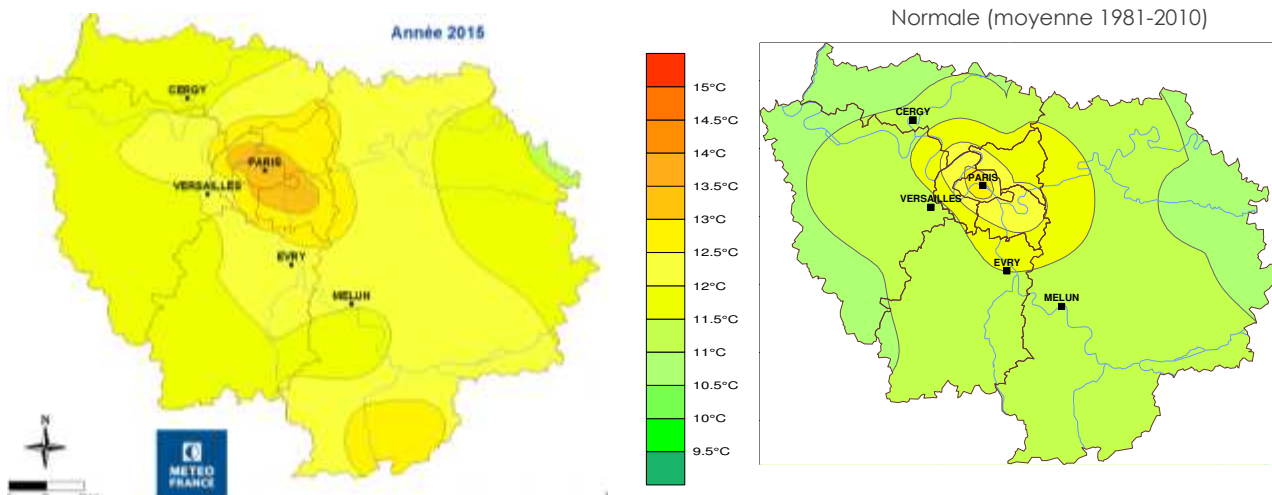 Année 2015
CERGY
PARIS
VERSAILLES
EVRY
MELUN
N
METEO
FRANCE
15°C
14.5°C
14°C
13.5°C
13°C
12.5°C
12°C
11.5°C
11°C
10.5°C
10°C
9.5°C
Normale (moyenne 1981-2010)
CERGY
PARIS
VERSAILLES
EVRY
MELUN